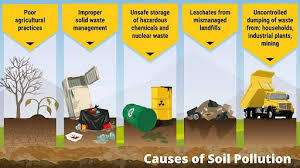 Poor
agricultural
practices
Improper
solid waste
management
Unsafe storage
of hazardous
chemicals and
nuclear waste
Leachates from
mismanaged
landfills
Uncontrolled
dumping of waste
from: households,
industrial plants,
mining
Causes of Soil Pollution